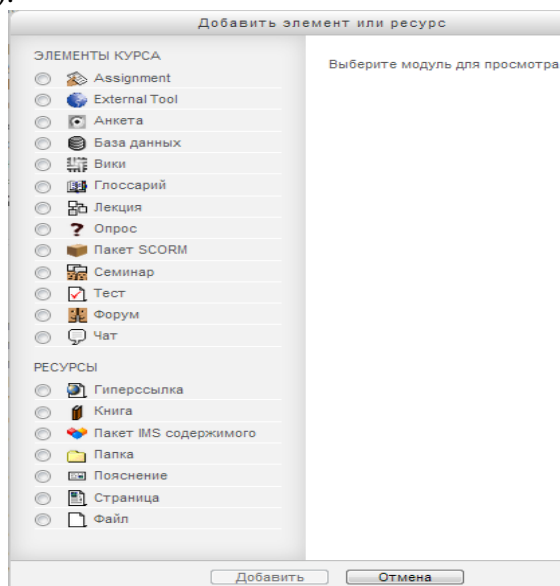 Добавить элемент или ресурс
ЭЛЕМЕНТЫ КУРСА
Выберите модуль для просмотра
Assignment
External Tool
Анкета
База данных
Вики
Глоссарий
Лекция
Опрос
Пакет SCORM
Семинар
Тест
Форум
Чат
РЕСУРСЫ
Гиперссылка
Книга
Пакет IMS содержимого
Папка
Пояснение
Страница
Файл
Добавить
Отмена